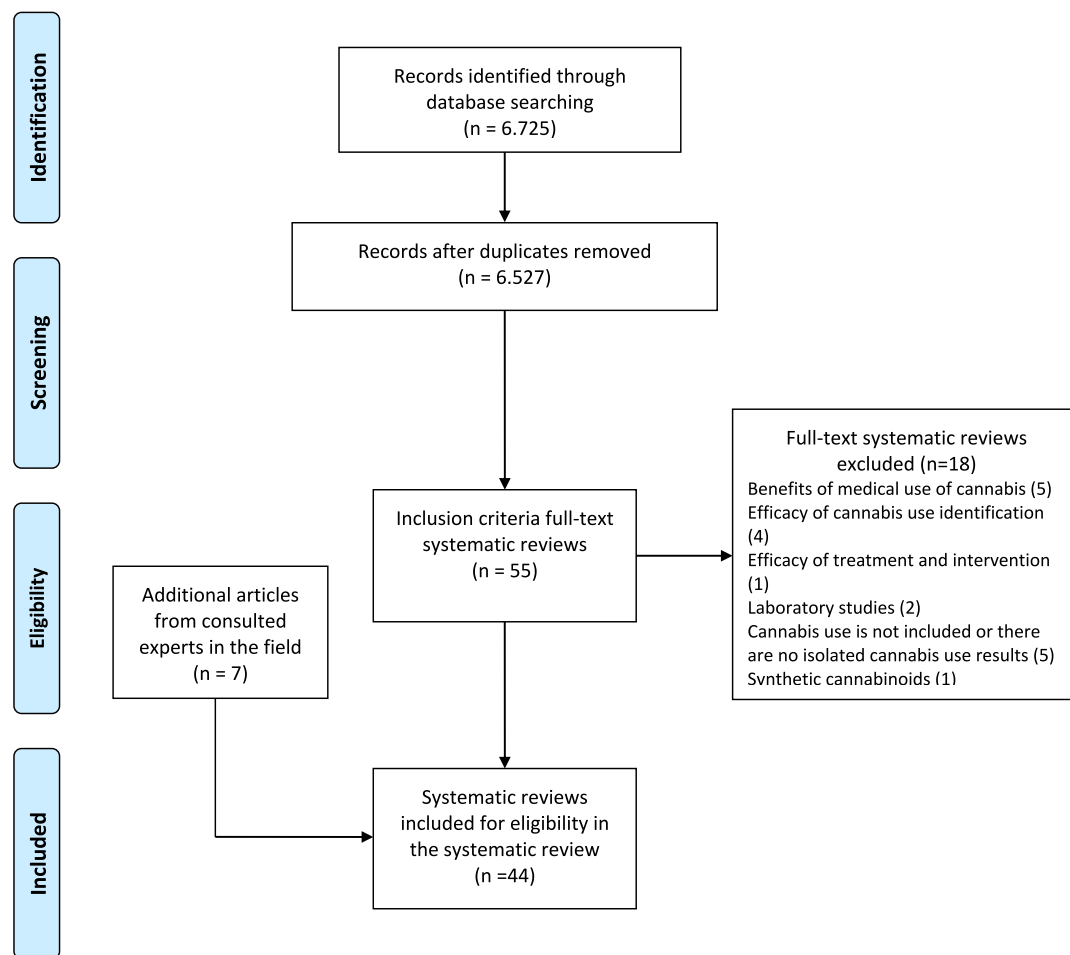 Identification
Records identified through
database searching
(n = 6.725)
Records after duplicates removed
(n = 6.527)
Screening
Full-text systematic reviews
excluded (n=18)
Benefits of medical use of cannabis (5)
Efficacy of cannabis use identification
(4)
Efficacy of treatment and intervention
(1)
Laboratory studies (2)
Cannabis use is not included or there
are no isolated cannabis use results (5)
Synthetic cannabinoids (1)
Inclusion criteria full-text
systematic reviews
(n = 55)
Eligibility
Additional articles
from consulted
experts in the field
(n = 7)
Included
Systematic reviews
included for eligibility in
the systematic review
(n =44)